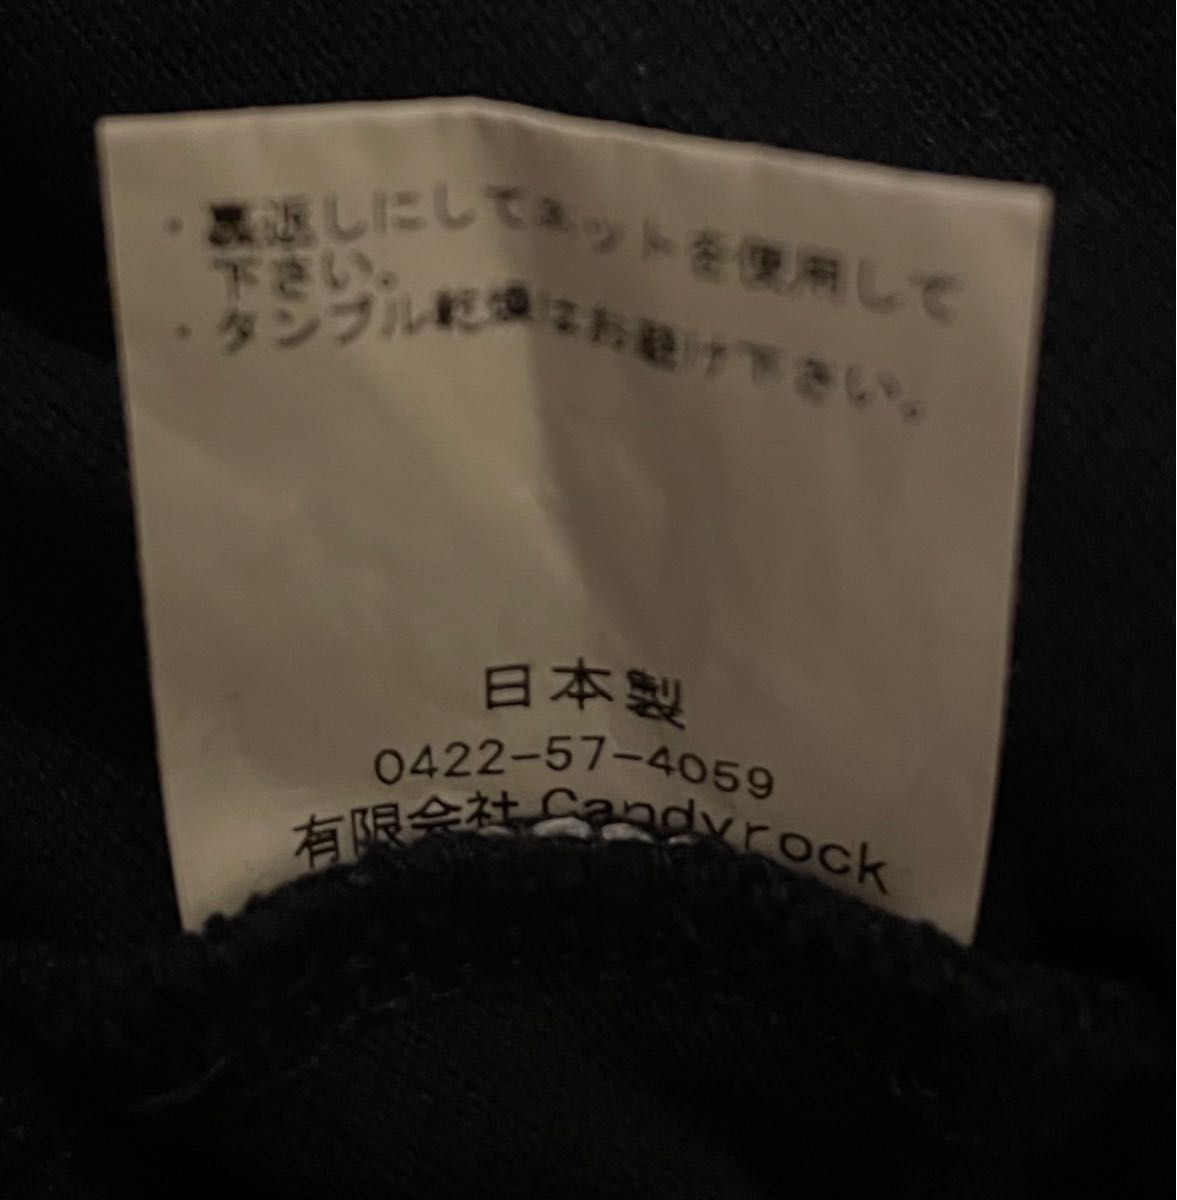 ・裏返しにしてネットを使用して
下さい。
・タンブル乾燥はお避け下さい。
日本製
0422-57-4059
有限会社 Candyrock